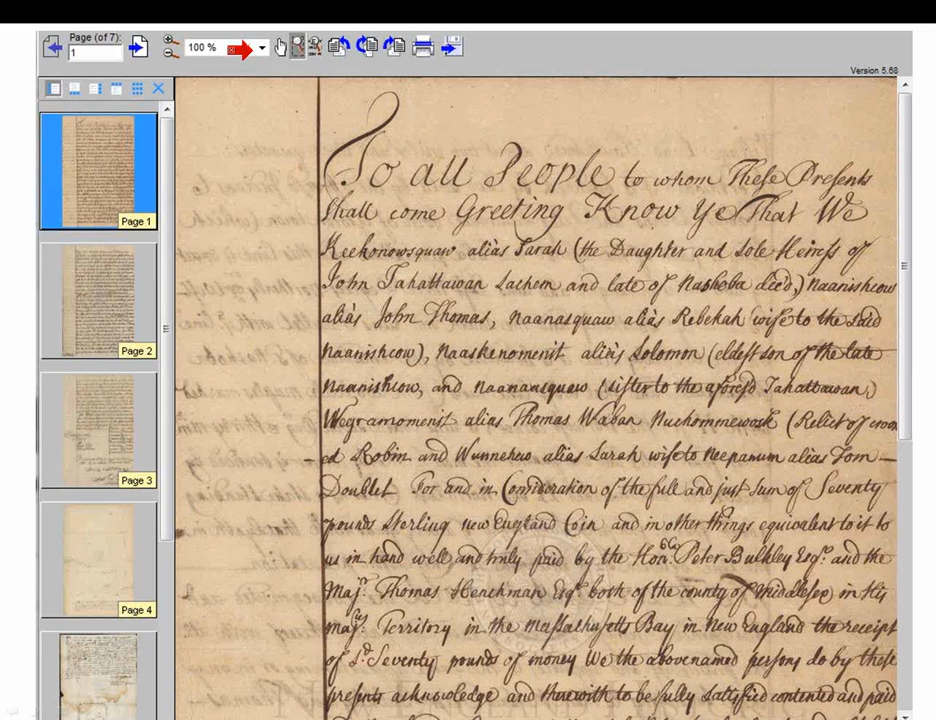 Page (of 7):
1
100 %
Version 5.68
Page 1
Page 2
Page 3
Page 4
To all People to whom These Presents
shall come Greeting Know Ye That We
Keehonowsquaw alias Sarah (the Daughter and Sole Heiress of
John Tahattawan Sachem and late of Nashoba decd,) Naanishcow
alias John Thomas, Naanasquaw alias Rebekah wife to the said
Naanishcow), Naaskenomenit alias Solomon (eldest son of the late
Naanishcow, and Naanansquaw (sister to the aforesd Tahattawan,)
Wegramomenit alias Thomas Waban Nuchommewosk (Relict of
ed Robin and Wunnehew alias Sarah wife to Neepanum alias Tom
Doublet For and in Consideration of the full and just Sum of Seventy
pounds Sterling new England Coin and in other things equivalent to it to
us in hand well and truly paid by the Hon: Peter Bulkley Esqr. and the
Majr: Thomas Henchman Esqr. both of the county of Middlesex in his
Majties: Territory in the Massachusetts Bay in New England the receipt
of sd. Seventy pounds of money We the abovenamed persons do by these
presents acknowledge and therewith to be fully satisfied contented and paid